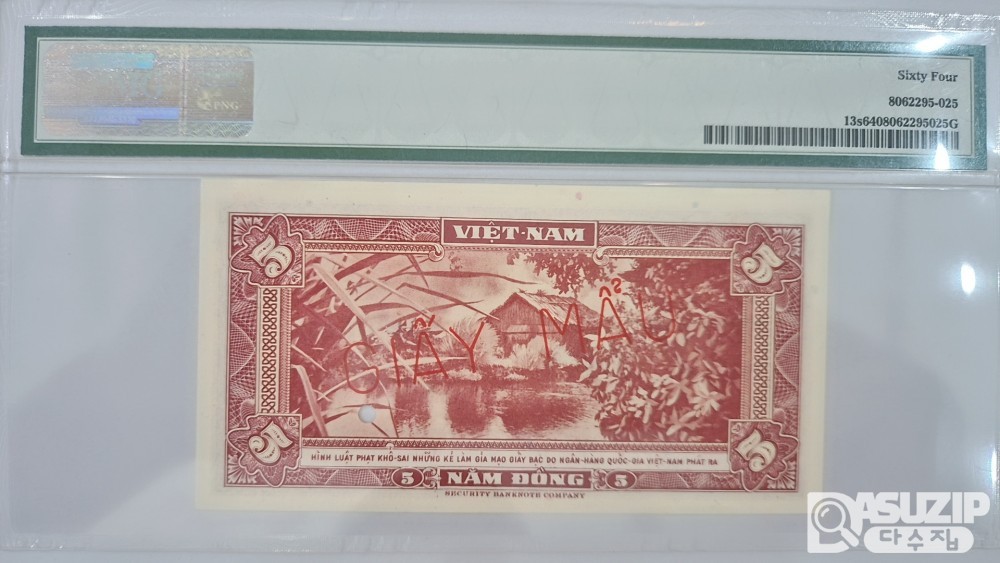 PNG
Sixty Four
8062295-025
13s6408062295025G
VIỆT-NAM
5
5
GIẤY MẪU
5
5
HÌNH LUẬT PHẠT KHỔ-SAI NHỮNG KẺ LÀM GIẢ MẠO GIẤY BẠC DO NGÂN-HÀNG QUỐC-GIA VIỆT-NAM PHÁT RA
5 NĂM ĐỒNG 5
SECURITY BANKNOTE COMPANY
DASUZIP
다수집